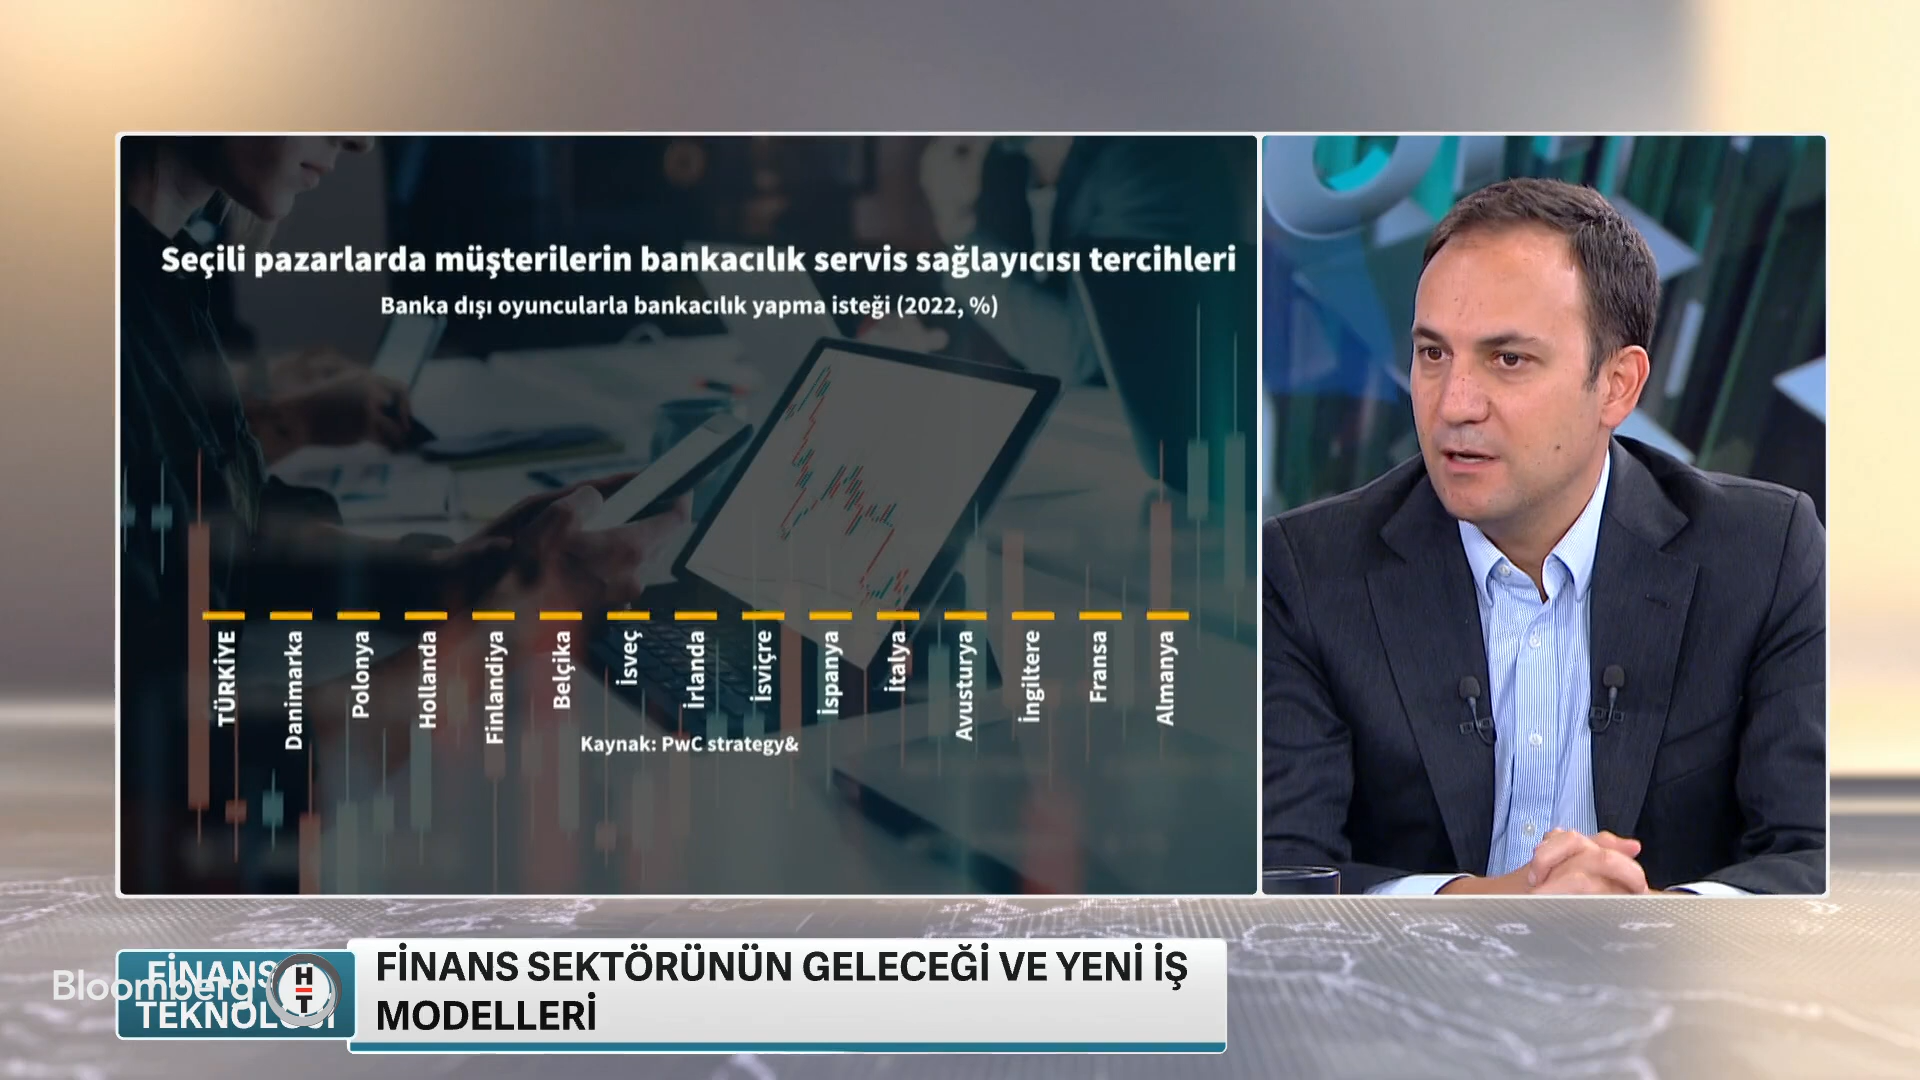 Seçili pazarlarda müşterilerin bankacılık servis sağlayıcısı tercihleri
Banka dışı oyuncularla bankacılık yapma isteği (2022, %)
TÜRKİYE
Danimarka
Polonya
Hollanda
Finlandiya
Belçika
İsveç
İrlanda
İsviçre
İspanya
İtalya
Avusturya
İngiltere
Fransa
Almanya
Kaynak: PwC strategy&
FİNANS
TEKNOLOJİ
Bloomberg HT
FİNANS SEKTÖRÜNÜN GELECEĞİ VE YENİ İŞ
MODELLERİ